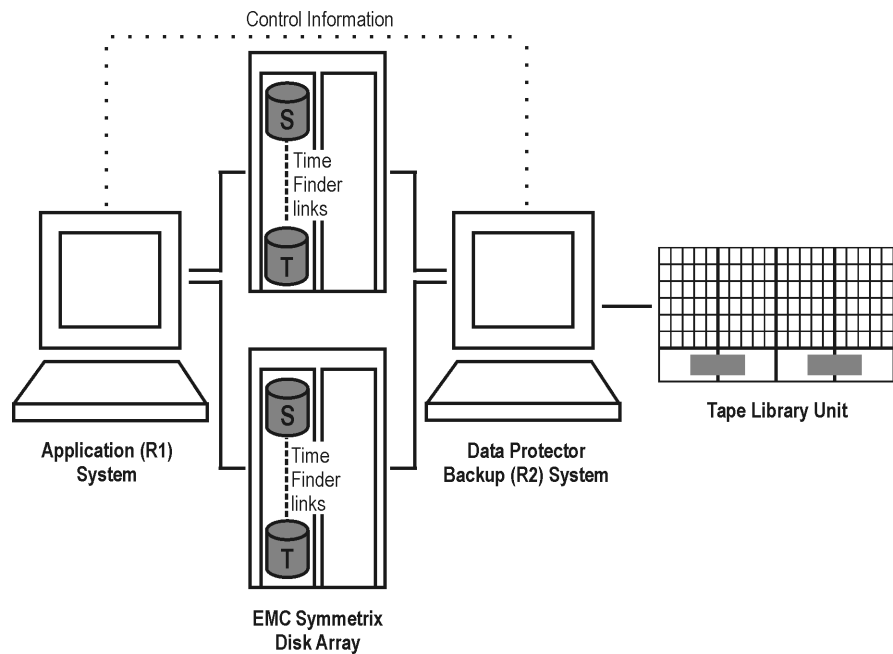 Control Information
S
Time
Finder
links
T
S
Time
Finder
links
T
Application (R1)
System
Data Protector
Backup (R2) System
Tape Library Unit
EMC Symmetrix
Disk Array